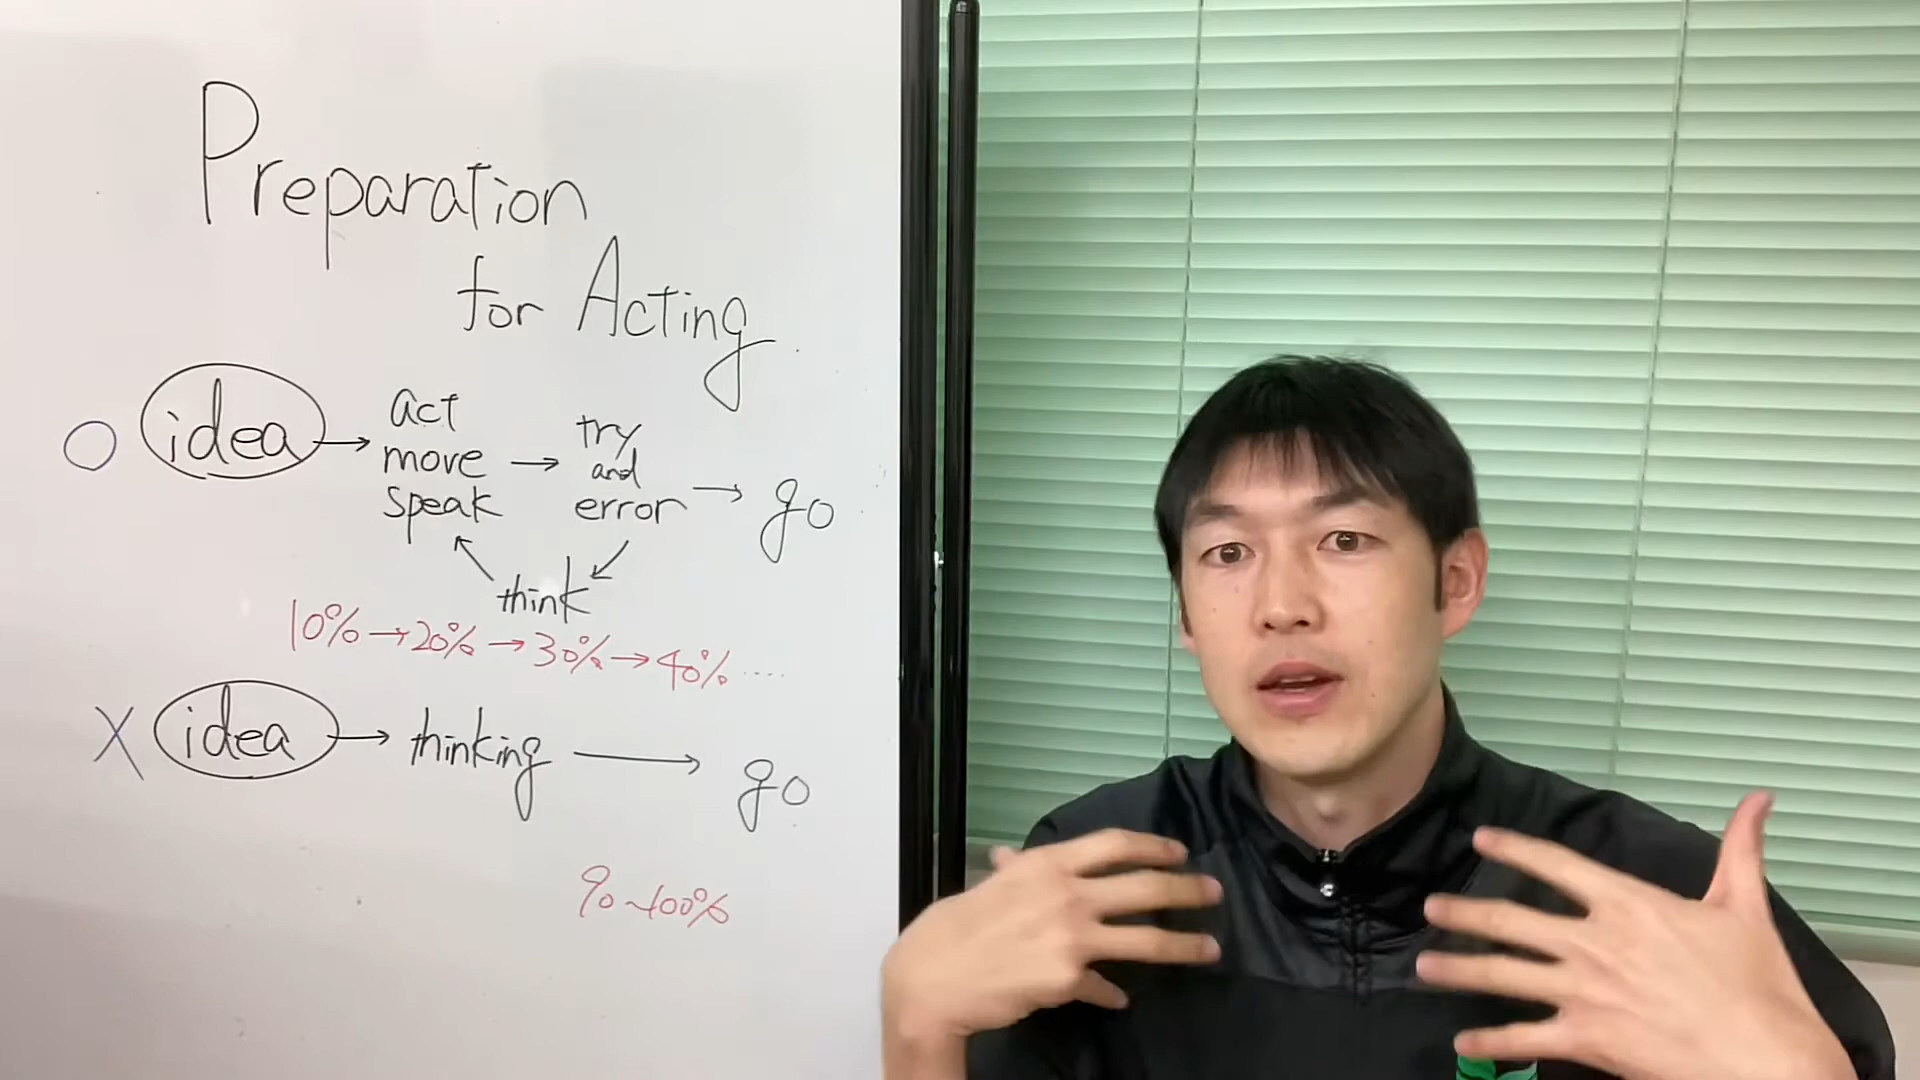 Preparation
for Acting
○ idea → act move speak → try and error → go
think
10% → 20% → 30% → 40% ....
X idea → thinking → go
90~100%